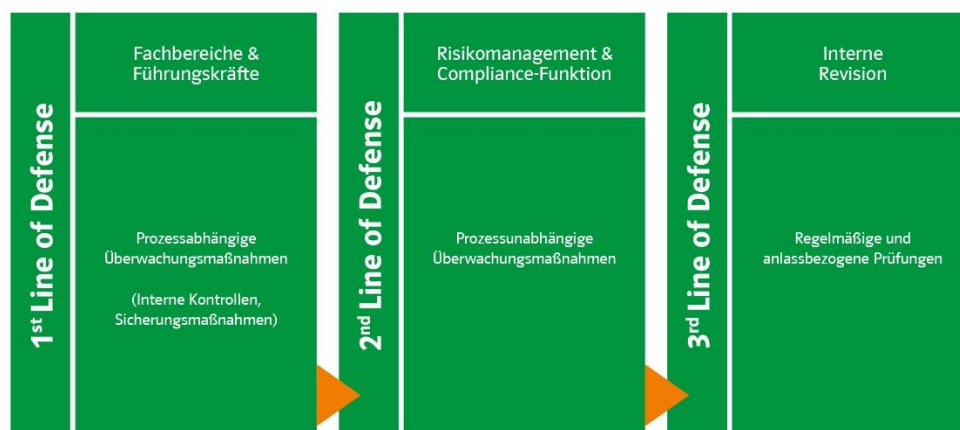 1st Line of Defense
Fachbereiche &
Führungskräfte
Prozessabhängige
Überwachungsmaßnahmen
(Interne Kontrollen,
Sicherungsmaßnahmen)
2nd Line of Defense
Risikomanagement &
Compliance-Funktion
Prozessunabhängige
Überwachungsmaßnahmen
3rd Line of Defense
Interne
Revision
Regelmäßige und
anlassbezogene Prüfungen